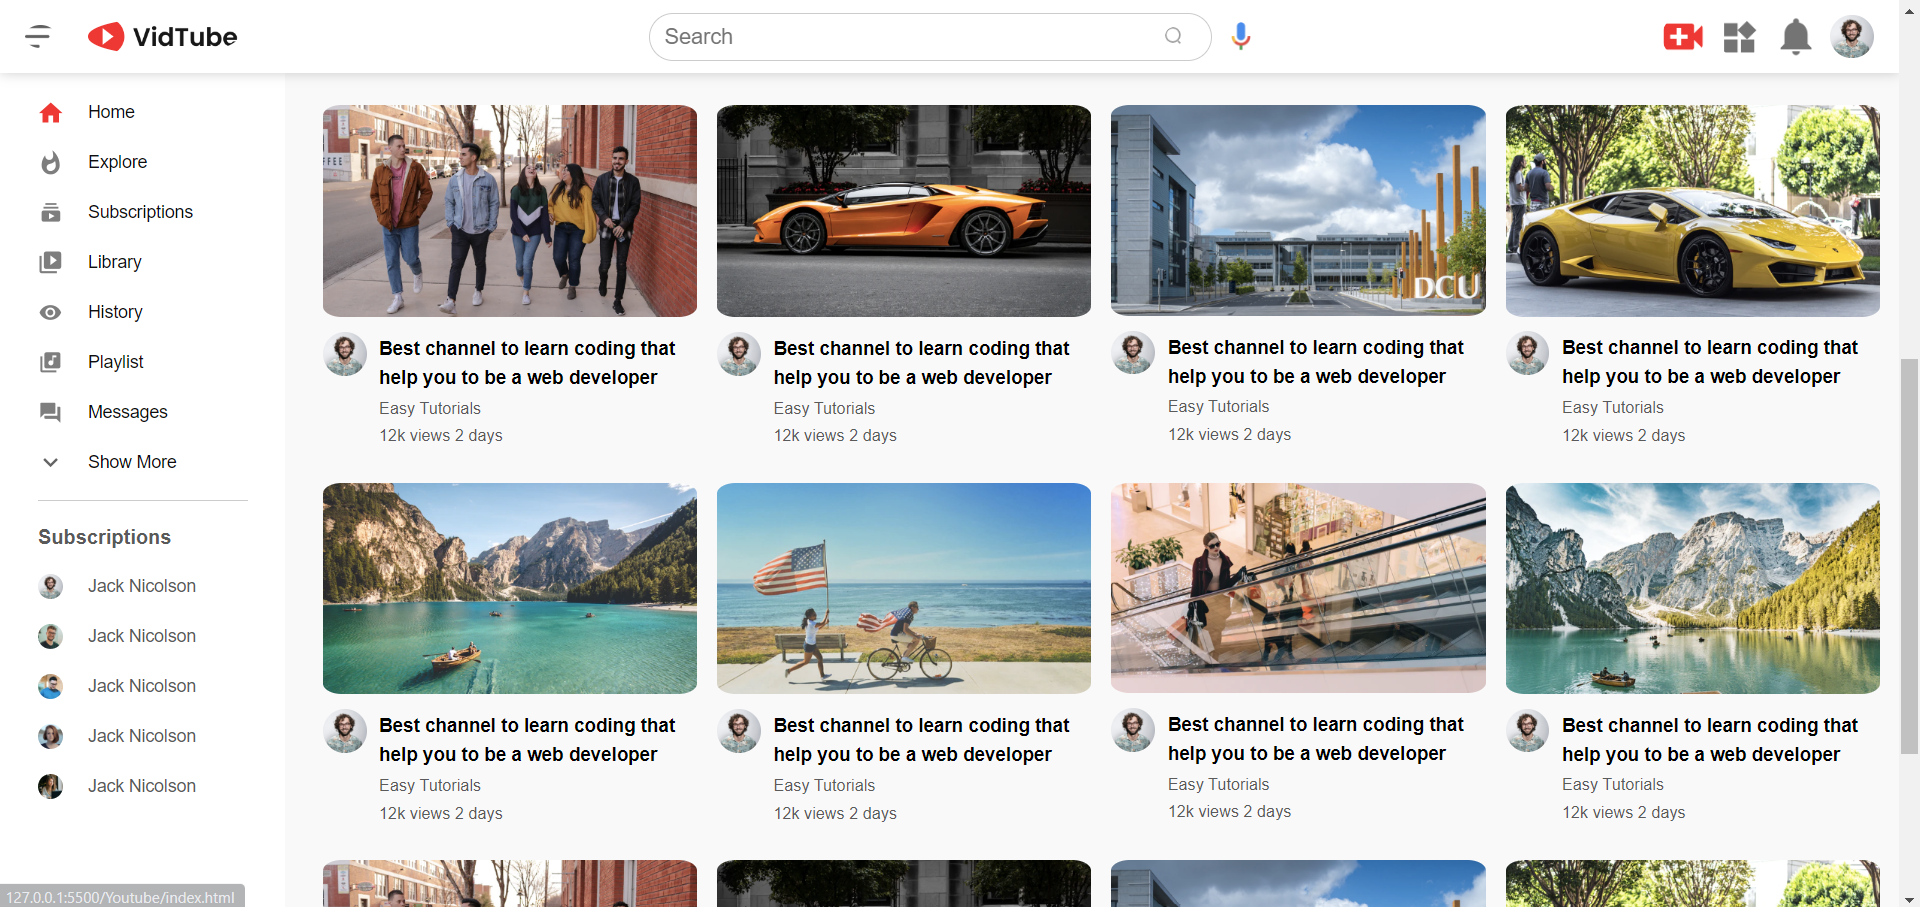 VidTube
Search
Home
Explore
Subscriptions
Library
History
Playlist
Messages
Show More
Subscriptions
Jack Nicolson
Jack Nicolson
Jack Nicolson
Jack Nicolson
Jack Nicolson
FFEE
DCU
Best channel to learn coding that
help you to be a web developer
Easy Tutorials
12k views 2 days
Best channel to learn coding that
help you to be a web developer
Easy Tutorials
12k views 2 days
Best channel to learn coding that
help you to be a web developer
Easy Tutorials
12k views 2 days
Best channel to learn coding that
help you to be a web developer
Easy Tutorials
12k views 2 days
Best channel to learn coding that
help you to be a web developer
Easy Tutorials
12k views 2 days
Best channel to learn coding that
help you to be a web developer
Easy Tutorials
12k views 2 days
Best channel to learn coding that
help you to be a web developer
Easy Tutorials
12k views 2 days
Best channel to learn coding that
help you to be a web developer
Easy Tutorials
12k views 2 days
127.0.0.1:5500/Youtube/index.html